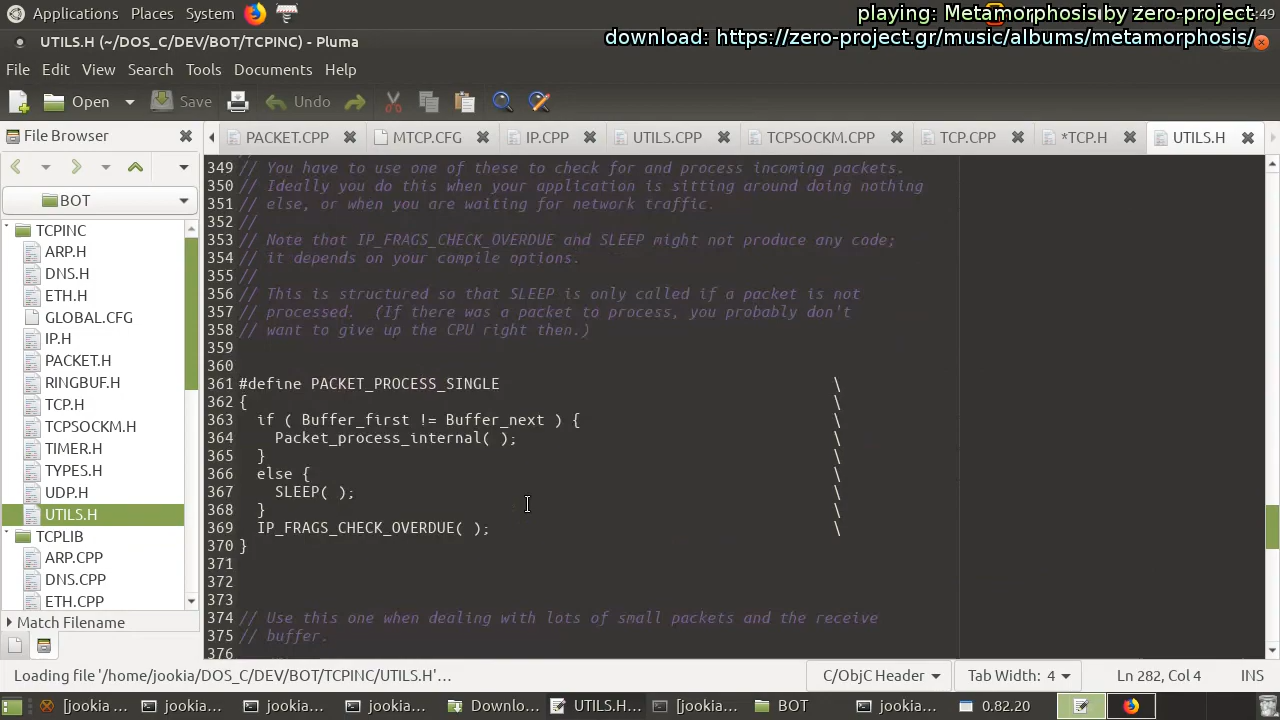 Applications Places System
playing: Metamorphosis by zero-project
:49
UTILS.H (~/DOS_C/DEV/BOT/TCPINC) - Pluma
download: https://zero-project.gr/music/albums/metamorphosis/
File Edit View Search Tools Documents Help
Open Save Undo
File Browser
PACKET.CPP MTCP.CFG IP.CPP UTILS.CPP TCPSOCKM.CPP TCP.CPP *TCP.H UTILS.H
BOT
TCPINC
ARP.H
DNS.H
ETH.H
GLOBAL.CFG
IP.H
PACKET.H
RINGBUF.H
TCP.H
TCPSOCKM.H
TIMER.H
TYPES.H
UDP.H
UTILS.H
TCPLIB
ARP.CPP
DNS.CPP
ETH.CPP
Match Filename
349 // You have to use one of these to check for and process incoming packets.
350 // Ideally you do this when your application is sitting around doing nothing
351 // else, or when you are waiting for network traffic.
352 //
353 // Note that IP_FRAGS_CHECK_OVERDUE and SLEEP might not produce any code;
354 // it depends on your compile options.
355 //
356 // This is structured so that SLEEP is only called if a packet is not
357 // processed.  (If there was a packet to process, you probably don't
358 // want to give up the CPU right then.)
359
360
361 #define PACKET_PROCESS_SINGLE \
362 { \
363   if ( Buffer_first != Buffer_next ) { \
364     Packet_process_internal( ); \
365   } \
366   else { \
367     SLEEP( ); \
368   } \
369   IP_FRAGS_CHECK_OVERDUE( ); \
370 }
371
372
373
374 // Use this one when dealing with lots of small packets and the receive
375 // buffer.
376
Loading file '/home/jookia/DOS_C/DEV/BOT/TCPINC/UTILS.H'…
C/ObjC Header Tab Width: 4 Ln 282, Col 4 INS
[jookia ... jookia... jookia... jookia... Downlo... UTILS.H... [jookia... BOT jookia... 0.82.20